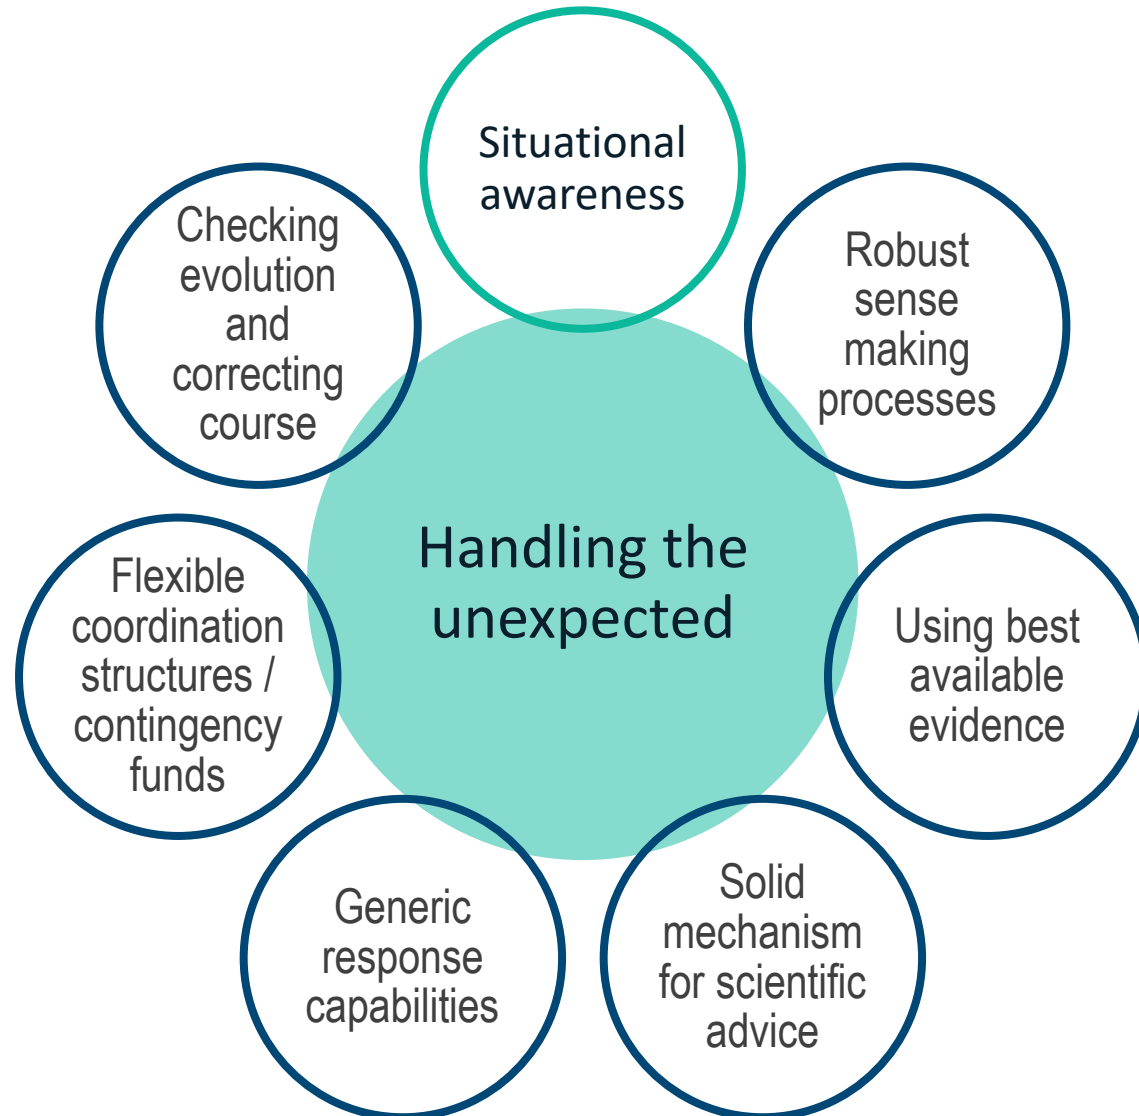 Situational
awareness
Robust
sense
making
processes
Using best
available
evidence
Solid
mechanism
for scientific
advice
Generic
response
capabilities
Flexible
coordination
structures /
contingency
funds
Checking
evolution
and
correcting
course
Handling the
unexpected